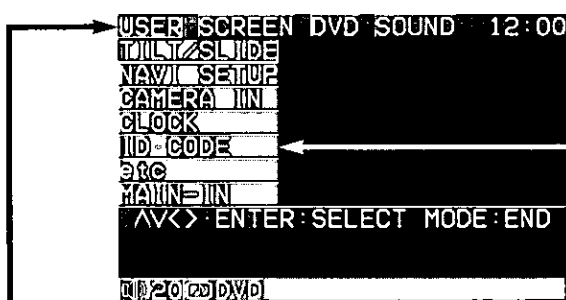 USER SCREEN DVD SOUND 12:00
TILT/SLIDE
NAVI SETUP
CAMERA IN
CLOCK
ID-CODE
etc
MAIN-IN
∧∨<>:ENTER:SELECT MODE:END